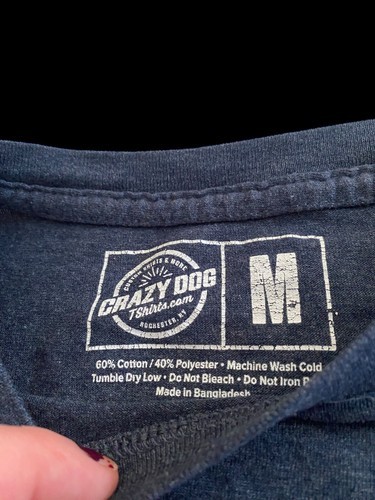 & MORE
CRAZY DOG
TShirts.com
ROCHESTER, NY
M
60% Cotton / 40% Polyester • Machine Wash Cold
Tumble Dry Low • Do Not Bleach • Do Not Iron
Made in Bangladesh